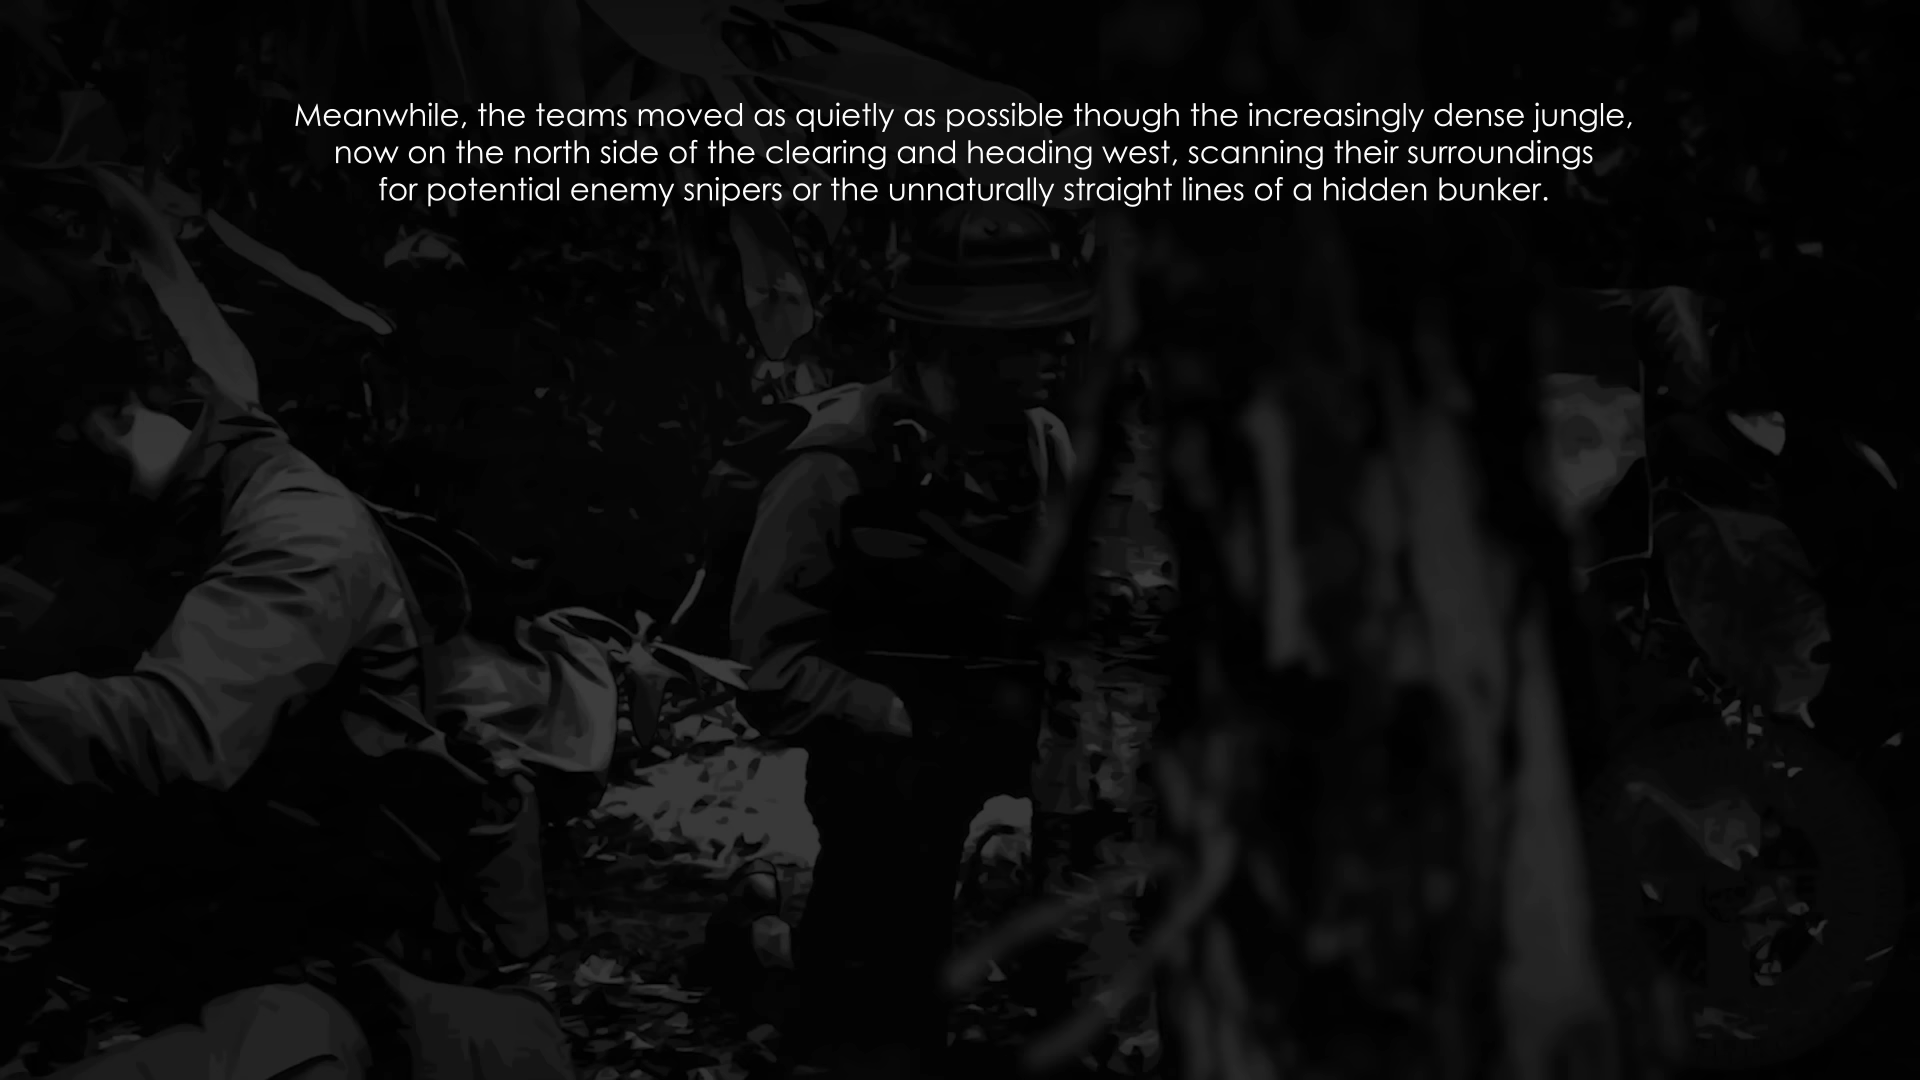 Meanwhile, the teams moved as quietly as possible though the increasingly dense jungle,
now on the north side of the clearing and heading west, scanning their surroundings
for potential enemy snipers or the unnaturally straight lines of a hidden bunker.